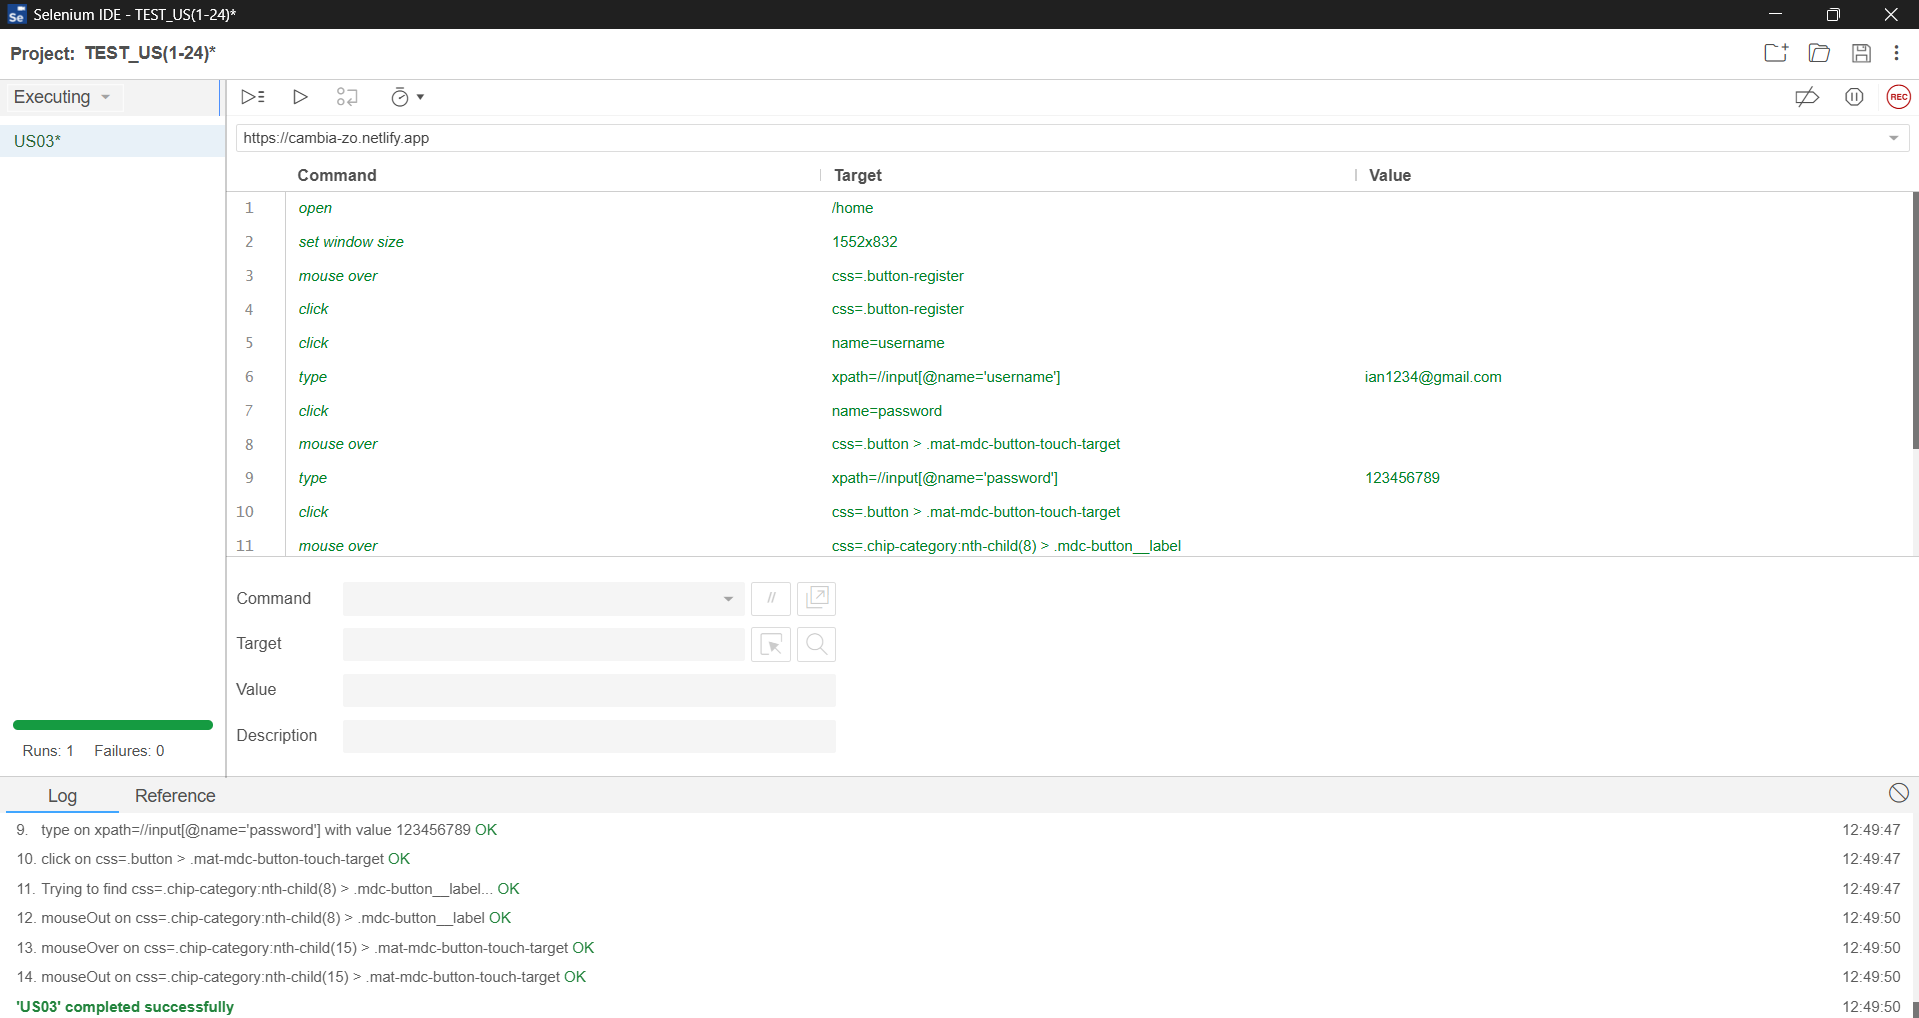 Selenium IDE - TEST_US(1-24)*
Project: TEST_US(1-24)*
Executing
REC
US03*
https://cambia-zo.netlify.app
Command Target Value
1 open /home
2 set window size 1552x832
3 mouse over css=.button-register
4 click css=.button-register
5 click name=username
6 type xpath=//input[@name='username'] ian1234@gmail.com
7 click name=password
8 mouse over css=.button > .mat-mdc-button-touch-target
9 type xpath=//input[@name='password'] 123456789
10 click css=.button > .mat-mdc-button-touch-target
11 mouse over css=.chip-category:nth-child(8) > .mdc-button__label
Command //
Target
Value
Description
Runs: 1 Failures: 0
Log Reference
9. type on xpath=//input[@name='password'] with value 123456789 OK 12:49:47
10. click on css=.button > .mat-mdc-button-touch-target OK 12:49:47
11. Trying to find css=.chip-category:nth-child(8) > .mdc-button__label... OK 12:49:47
12. mouseOut on css=.chip-category:nth-child(8) > .mdc-button__label OK 12:49:50
13. mouseOver on css=.chip-category:nth-child(15) > .mat-mdc-button-touch-target OK 12:49:50
14. mouseOut on css=.chip-category:nth-child(15) > .mat-mdc-button-touch-target OK 12:49:50
'US03' completed successfully 12:49:50